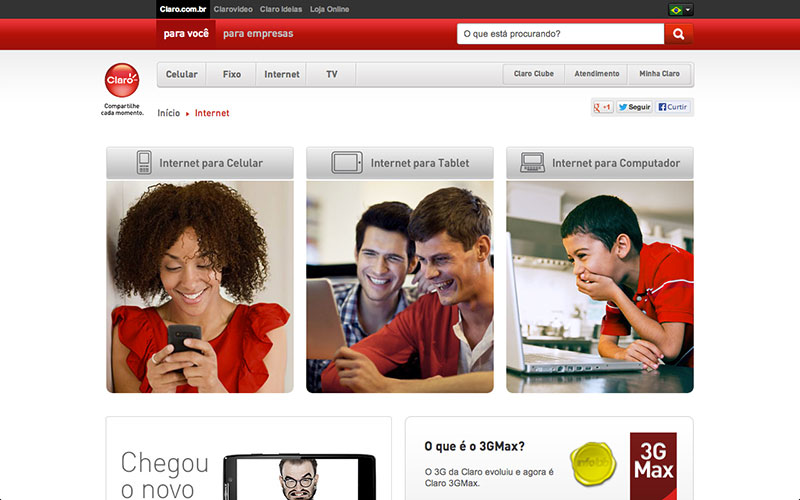 Claro.com.br Clarovideo Claro Ideias Loja Online
para você para empresas
O que está procurando?
Claro
Compartilhe
cada momento.
Celular Fixo Internet TV
Claro Clube Atendimento Minha Claro
Início Internet
+1 Seguir Curtir
Internet para Celular
Internet para Tablet
Internet para Computador
Chegou
o novo
O que é o 3GMax?
O 3G da Claro evoluiu e agora é
Claro 3GMax.
3G
Max